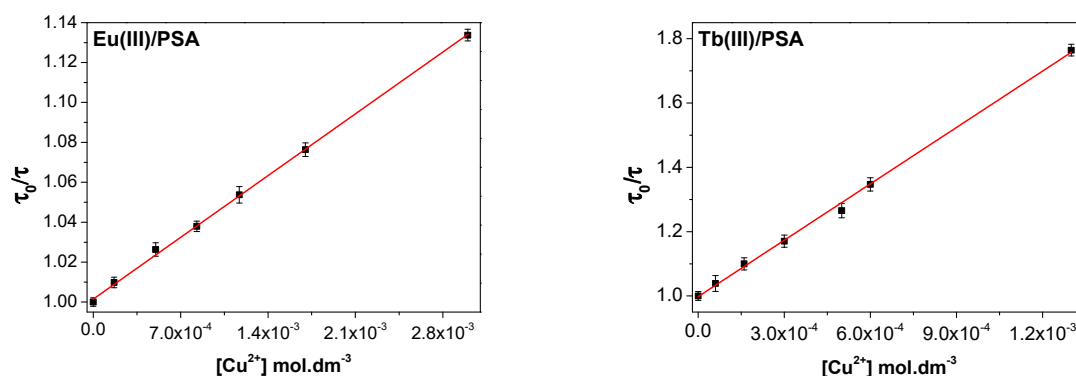 Eu(III)/PSA
1.14
1.12
1.10
1.08
1.06
1.04
1.02
1.00
τ₀/τ
0.0 7.0x10⁻⁴ 1.4x10⁻³ 2.1x10⁻³ 2.8x10⁻³
[Cu²⁺] mol.dm⁻³
Tb(III)/PSA
1.8
1.6
1.4
1.2
1.0
τ₀/τ
0.0 3.0x10⁻⁴ 6.0x10⁻⁴ 9.0x10⁻⁴ 1.2x10⁻³
[Cu²⁺] mol.dm⁻³